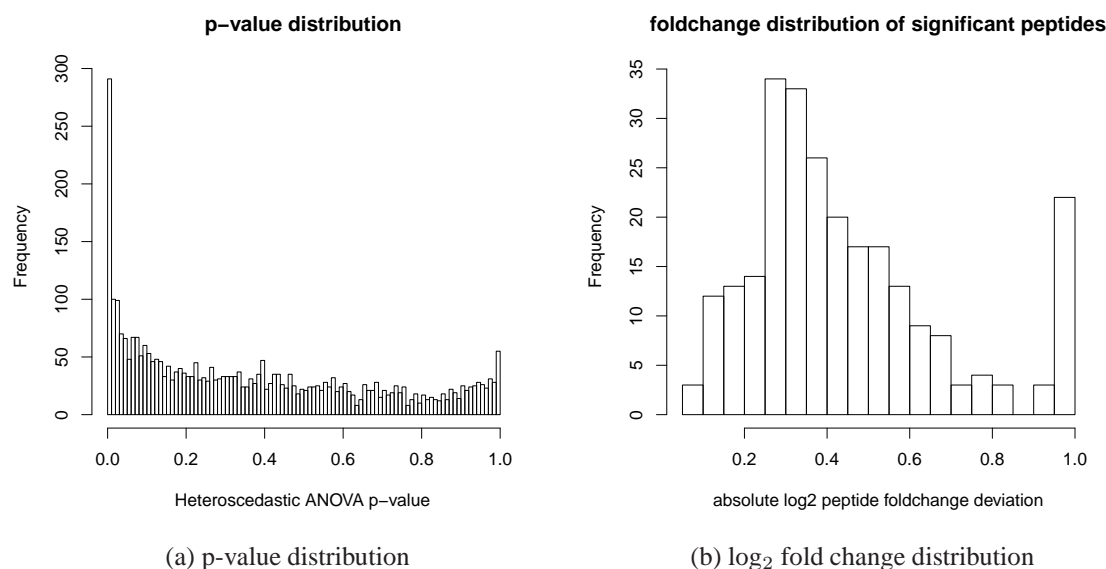 p−value distribution
300
250
200
150
100
50
0
Frequency
0.0 0.2 0.4 0.6 0.8 1.0
Heteroscedastic ANOVA p−value
(a) p-value distribution
foldchange distribution of significant peptides
35
30
25
20
15
10
5
0
Frequency
0.2 0.4 0.6 0.8 1.0
absolute log2 peptide foldchange deviation
(b) log₂ fold change distribution